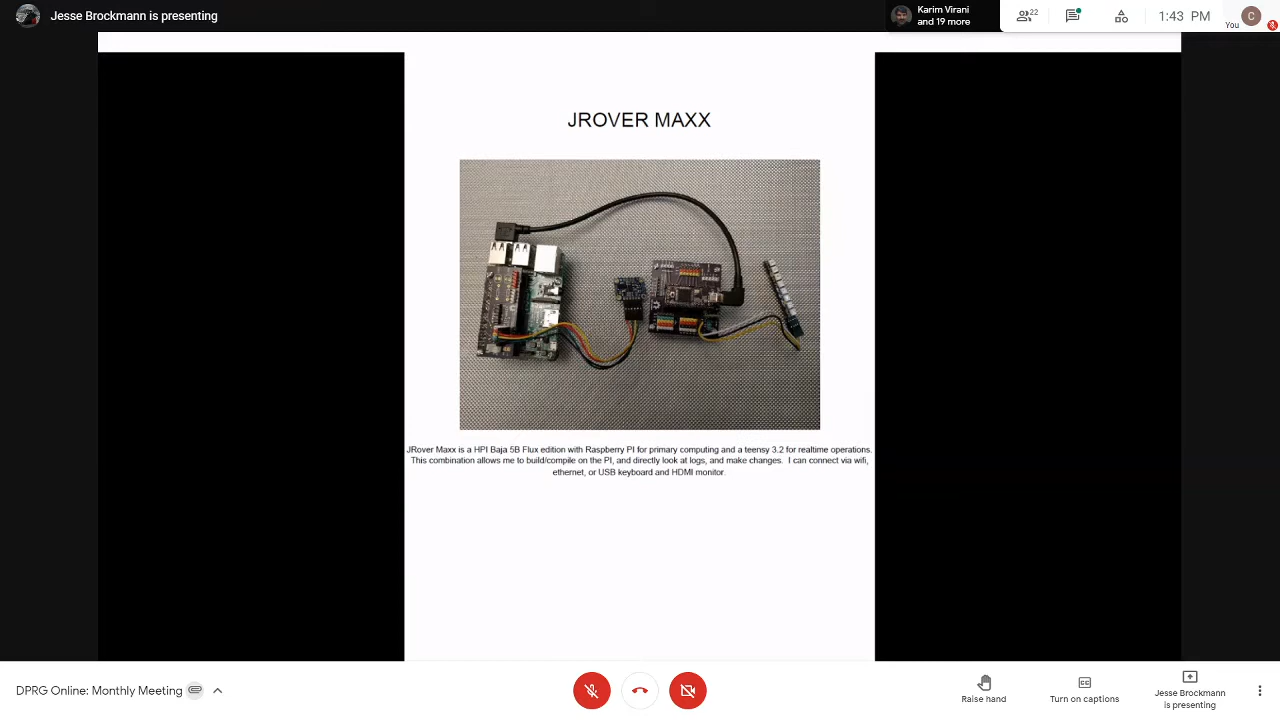 Jesse Brockmann is presenting
Karim Virani
and 19 more
22
1:43 PM
You
C
JROVER MAXX
JRover Maxx is a HPI Baja 5B Flux edition with Raspberry PI for primary computing and a teensy 3.2 for realtime operations.
This combination allows me to build/compile on the PI, and directly look at logs, and make changes. I can connect via wifi,
ethernet, or USB keyboard and HDMI monitor.
DPRG Online: Monthly Meeting
Raise hand
CC
Turn on captions
Jesse Brockmann
is presenting